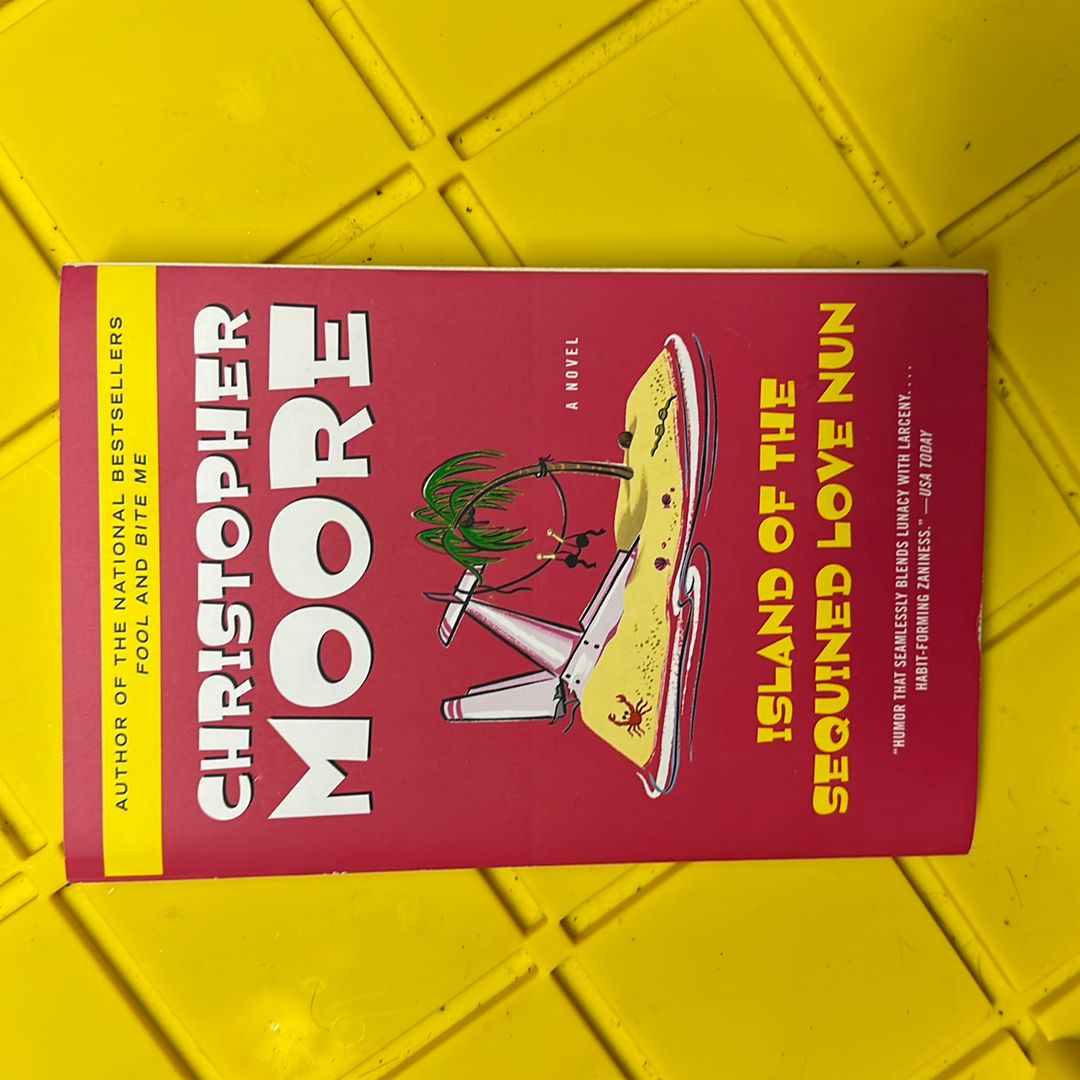 AUTHOR OF THE NATIONAL BESTSELLERS
FOOL AND BITE ME
CHRISTOPHER
MOORE
A NOVEL
ISLAND OF THE
SEQUINED LOVE NUN
"HUMOR THAT SEAMLESSLY BLENDS LUNACY WITH LARCENY. . . .
HABIT-FORMING ZANINESS." —USA TODAY